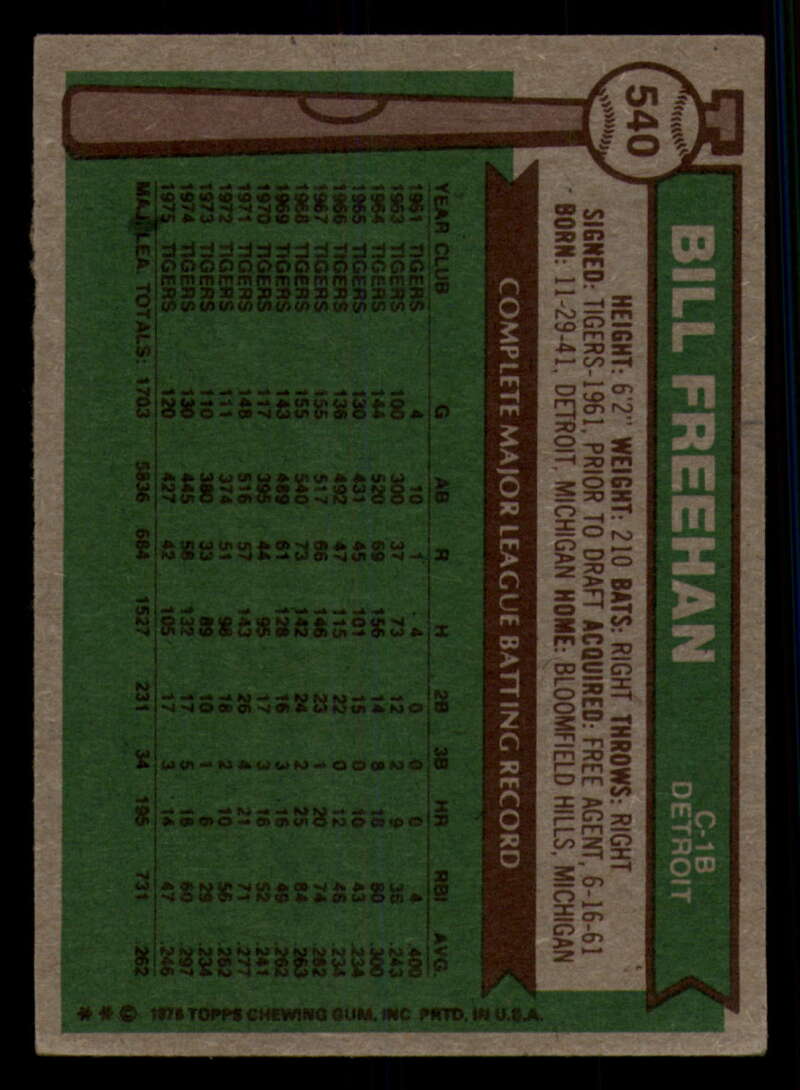 540
BILL FREEHAN
C-1B
DETROIT
HEIGHT: 6'2" WEIGHT: 210 BATS: RIGHT THROWS: RIGHT
SIGNED: TIGERS-1961, PRIOR TO DRAFT ACQUIRED: FREE AGENT, 6-16-61
BORN: 11-29-41, DETROIT, MICHIGAN HOME: BLOOMFIELD HILLS, MICHIGAN
COMPLETE MAJOR LEAGUE BATTING RECORD
YEAR CLUB G AB R H 2B 3B HR RBI AVG.
1961 TIGERS 4 10 1 4 0 0 0 4 .400
1963 TIGERS 100 300 37 73 12 2 9 36 .243
1964 TIGERS 144 520 69 156 14 8 18 80 .300
1965 TIGERS 130 431 45 101 15 0 10 43 .234
1966 TIGERS 136 492 47 115 22 0 12 46 .234
1967 TIGERS 155 517 66 146 23 1 20 74 .282
1968 TIGERS 155 540 73 142 24 2 25 84 .263
1969 TIGERS 143 489 61 128 16 3 16 49 .262
1970 TIGERS 117 395 44 95 17 3 16 52 .241
1971 TIGERS 148 516 57 143 26 4 21 71 .277
1972 TIGERS 111 374 51 98 18 2 10 56 .262
1973 TIGERS 110 380 33 89 10 1 6 29 .234
1974 TIGERS 130 445 58 132 17 5 18 60 .297
1975 TIGERS 120 427 42 105 17 3 14 47 .246
MAJ. LEA. TOTALS: 1703 5836 684 1527 231 34 195 731 .262
* * © 1976 TOPPS CHEWING GUM, INC. PRTD. IN U.S.A.